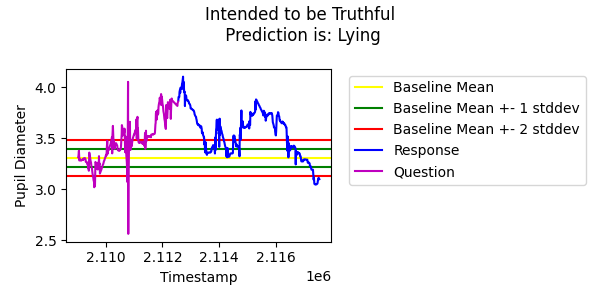 Intended to be Truthful
Prediction is: Lying
Pupil Diameter
4.0
3.5
3.0
2.5
2.110
2.112
2.114
2.116
1e6
Timestamp
Baseline Mean
Baseline Mean +- 1 stddev
Baseline Mean +- 2 stddev
Response
Question